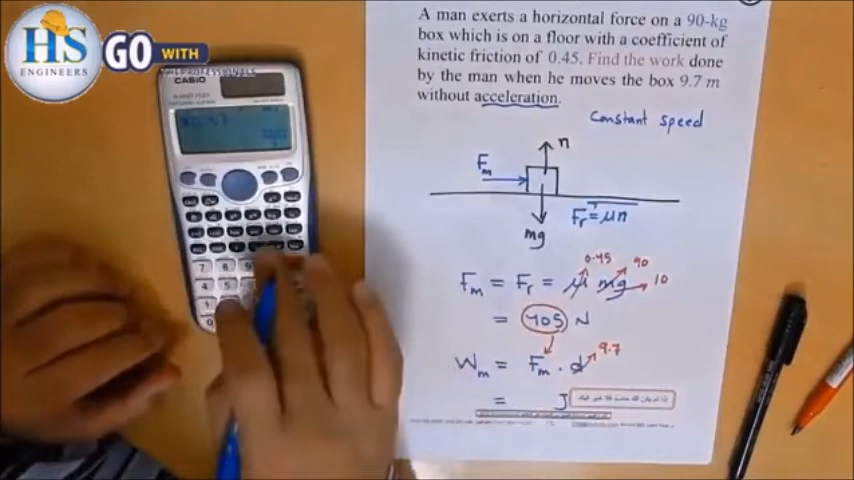 HS
ENGINEERS
GO WITH
HS PROFESSIONALS
CASIO
A man exerts a horizontal force on a 90-kg
box which is on a floor with a coefficient of
kinetic friction of 0.45. Find the work done
by the man when he moves the box 9.7 m
without acceleration.
Constant speed
n
Fm
Fr = μn
mg
0.45 90
Fm = Fr = μ mg 10
= 405 N
9.7
Wm = Fm . d
= J